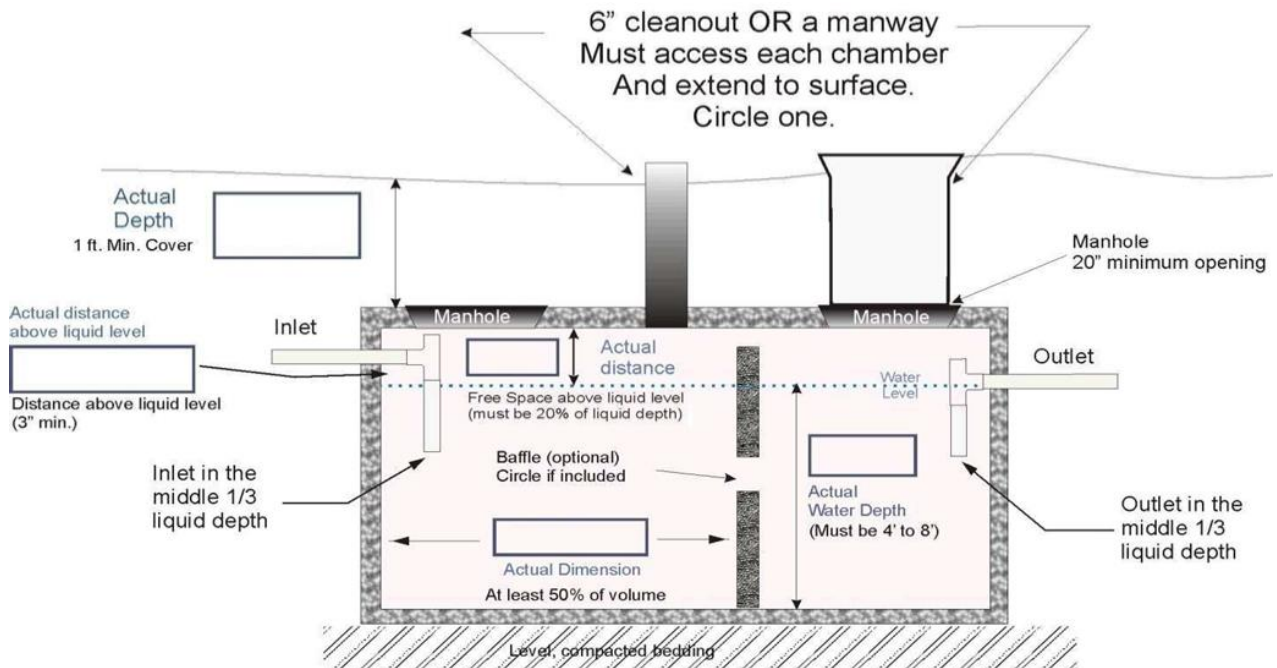 6” cleanout OR a manway
Must access each chamber
And extend to surface.
Circle one.
Actual
Depth
1 ft. Min. Cover
Manhole
20” minimum opening
Actual distance
above liquid level
Inlet
Manhole
Manhole
Actual
distance
Outlet
Water
Level
Distance above liquid level
(3” min.)
Free Space above liquid level
(must be 20% of liquid depth)
Baffle (optional)
Circle if included
Inlet in the
middle 1/3
liquid depth
Actual
Water Depth
(Must be 4’ to 8’)
Outlet in the
middle 1/3
liquid depth
Actual Dimension
At least 50% of volume
Level, compacted bedding